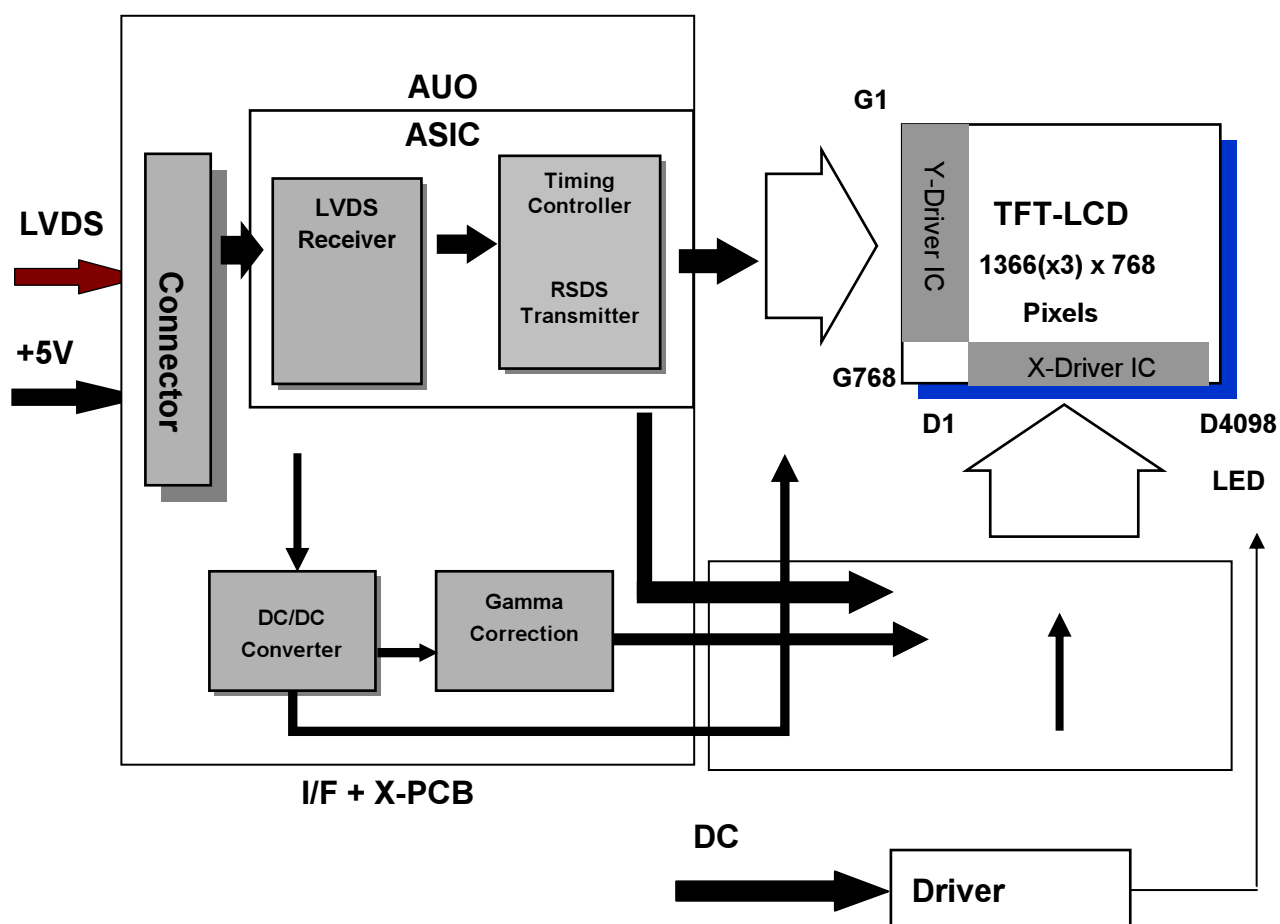 AUO
ASIC
LVDS
+5V
Connector
LVDS
Receiver
Timing
Controller
RSDS
Transmitter
G1
Y-Driver IC
TFT-LCD
1366(x3) x 768
Pixels
X-Driver IC
G768
D1
D4098
LED
DC/DC
Converter
Gamma
Correction
I/F + X-PCB
DC
Driver